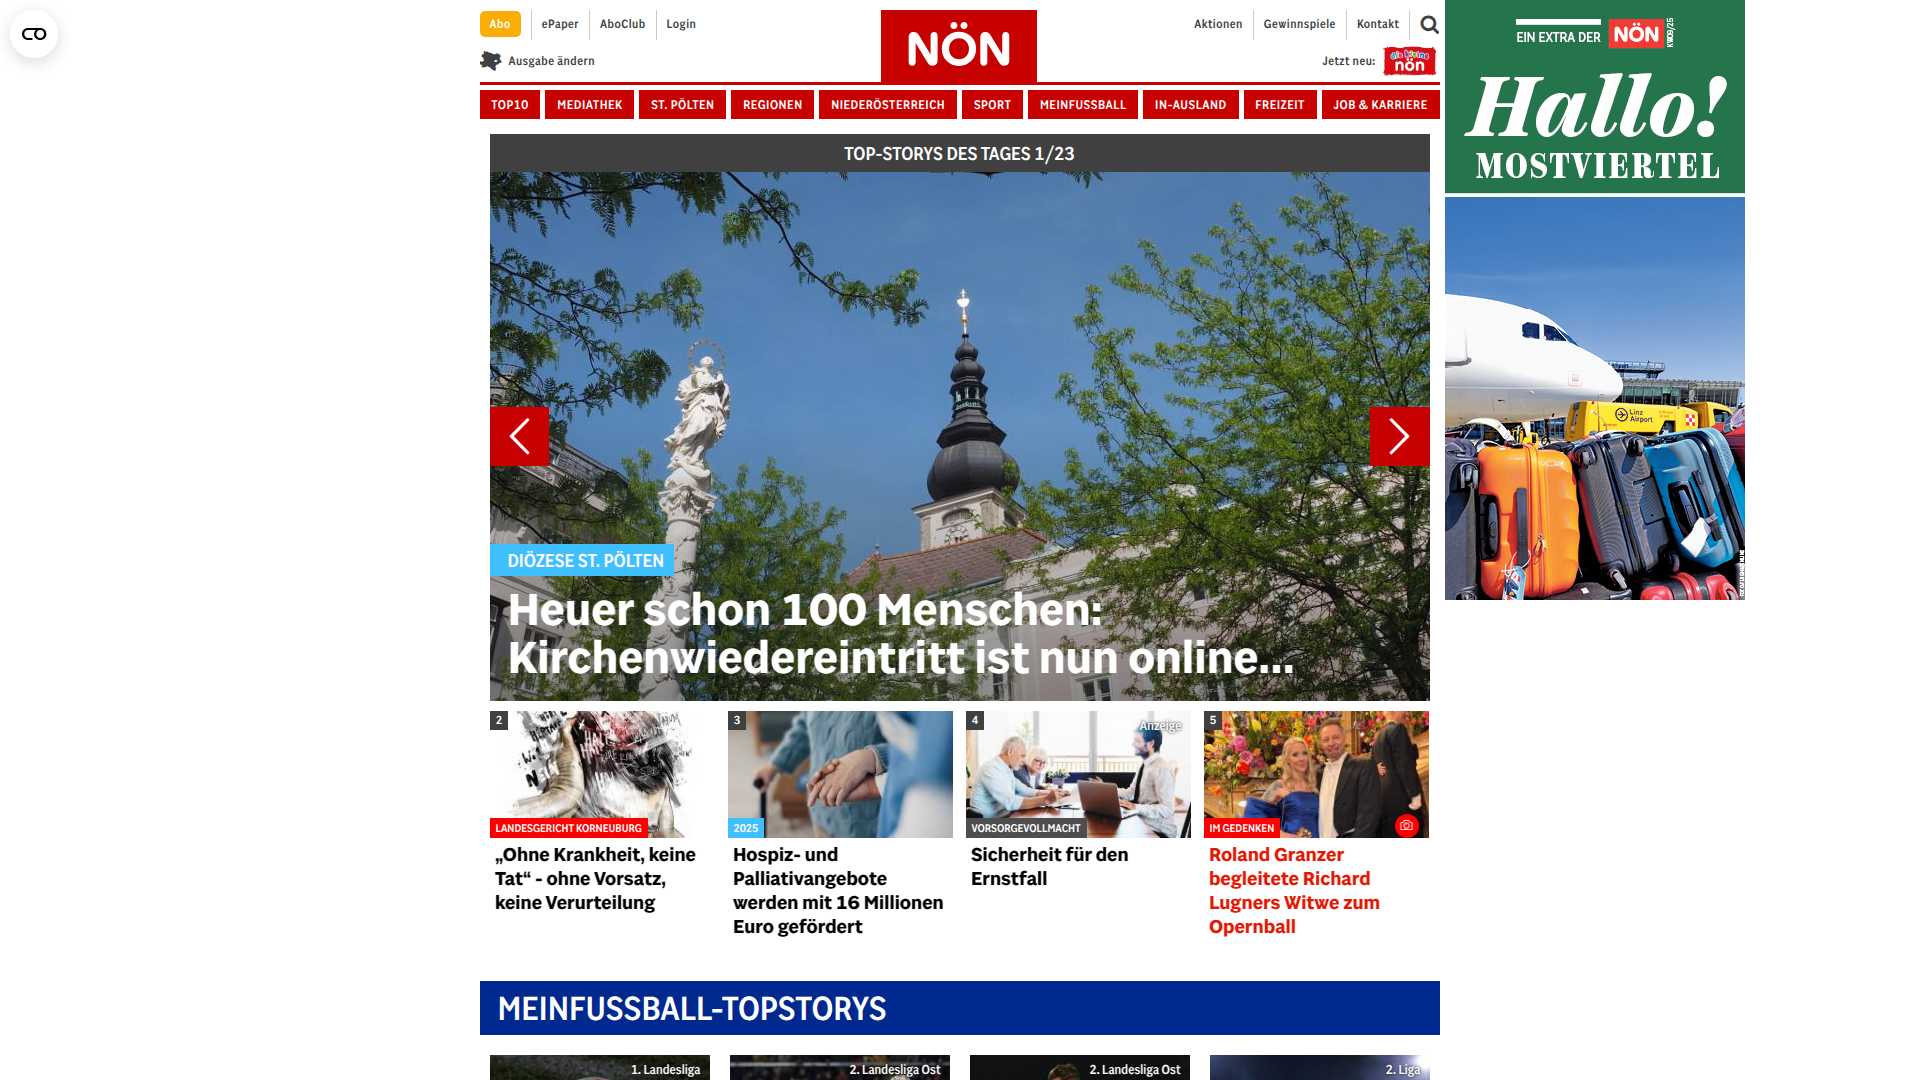 Abo
ePaper
AboClub
Login
NÖN
Aktionen
Gewinnspiele
Kontakt
Ausgabe ändern
Jetzt neu:
die kleine
nön
TOP10
MEDIATHEK
ST. PÖLTEN
REGIONEN
NIEDERÖSTERREICH
SPORT
MEINFUSSBALL
IN-AUSLAND
FREIZEIT
JOB & KARRIERE
EIN EXTRA DER NÖN
KW09/25
Hallo!
MOSTVIERTEL
Linz
Airport
TOP-STORYS DES TAGES 1/23
DIÖZESE ST. PÖLTEN
Heuer schon 100 Menschen:
Kirchenwiedereintritt ist nun online...
2
LANDESGERICHT KORNEUBURG
„Ohne Krankheit, keine
Tat“ - ohne Vorsatz,
keine Verurteilung
3
2025
Hospiz- und
Palliativangebote
werden mit 16 Millionen
Euro gefördert
4
Anzeige
VORSORGEVOLLMACHT
Sicherheit für den
Ernstfall
5
IM GEDENKEN
Roland Granzer
begleitete Richard
Lugners Witwe zum
Opernball
MEINFUSSBALL-TOPSTORYS
1. Landesliga
2. Landesliga Ost
2. Landesliga Ost
2. Liga